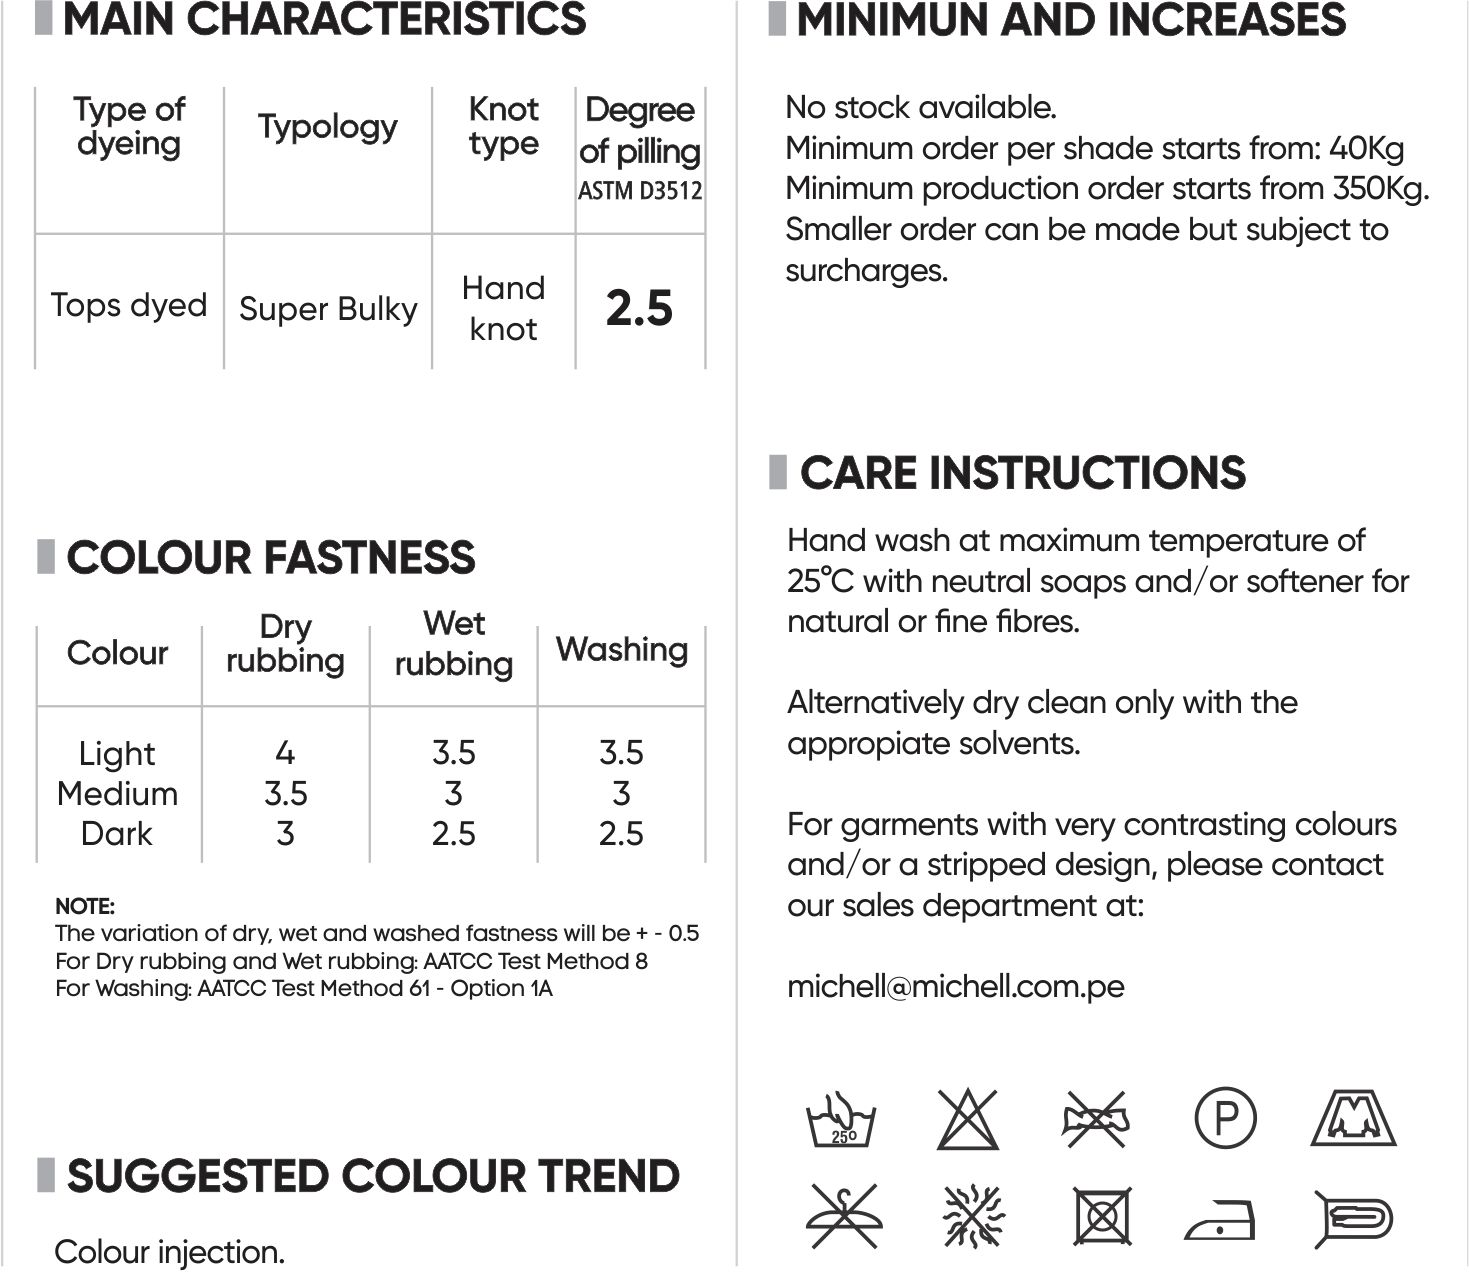 MAIN CHARACTERISTICS
Type of dyeing
Typology
Knot type
Degree of pilling
ASTM D3512
Tops dyed
Super Bulky
Hand knot
2.5
COLOUR FASTNESS
Colour
Dry rubbing
Wet rubbing
Washing
Light 4 3.5 3.5
Medium 3.5 3 3
Dark 3 2.5 2.5
NOTE:
The variation of dry, wet and washed fastness will be + - 0.5
For Dry rubbing and Wet rubbing: AATCC Test Method 8
For Washing: AATCC Test Method 61 - Option 1A
SUGGESTED COLOUR TREND
Colour injection.
MINIMUN AND INCREASES
No stock available.
Minimum order per shade starts from: 40Kg
Minimum production order starts from 350Kg.
Smaller order can be made but subject to
surcharges.
CARE INSTRUCTIONS
Hand wash at maximum temperature of
25°C with neutral soaps and/or softener for
natural or fine fibres.
Alternatively dry clean only with the
appropiate solvents.
For garments with very contrasting colours
and/or a stripped design, please contact
our sales department at:
michell@michell.com.pe
25º
P